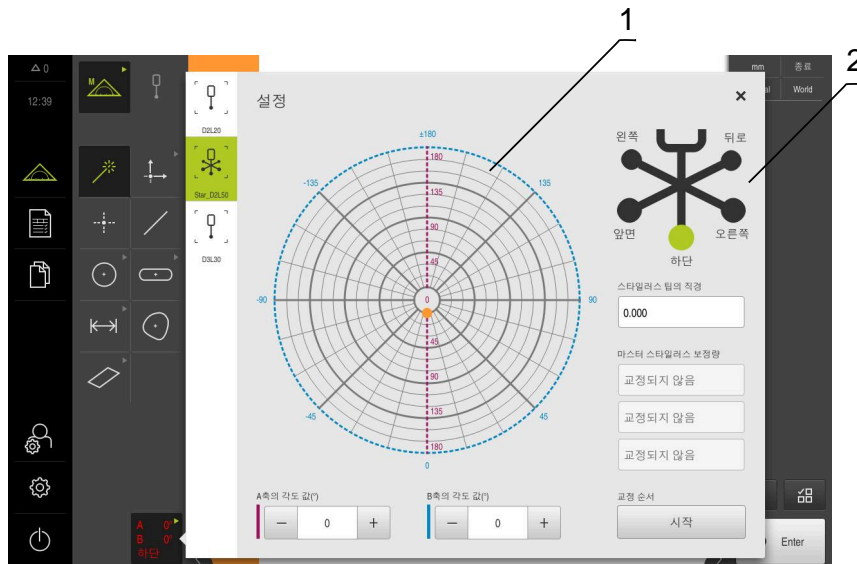 1
2
△ 0
12:39
M
D2L20
Star_D2L50
D3L30
설정
×
mm
종료
al
World
±180
180
-135
135
135
90
45
-90
0
90
45
90
-45
135
45
180
0
왼쪽
뒤로
앞면
오른쪽
하단
스타일러스 팁의 직경
0.000
마스터 스타일러스 보정량
교정되지 않음
교정되지 않음
교정되지 않음
A축의 각도 값(°)
B축의 각도 값(°)
교정 순서
− 0 +
− 0 +
시작
A 0°
B 0°
하단
Enter